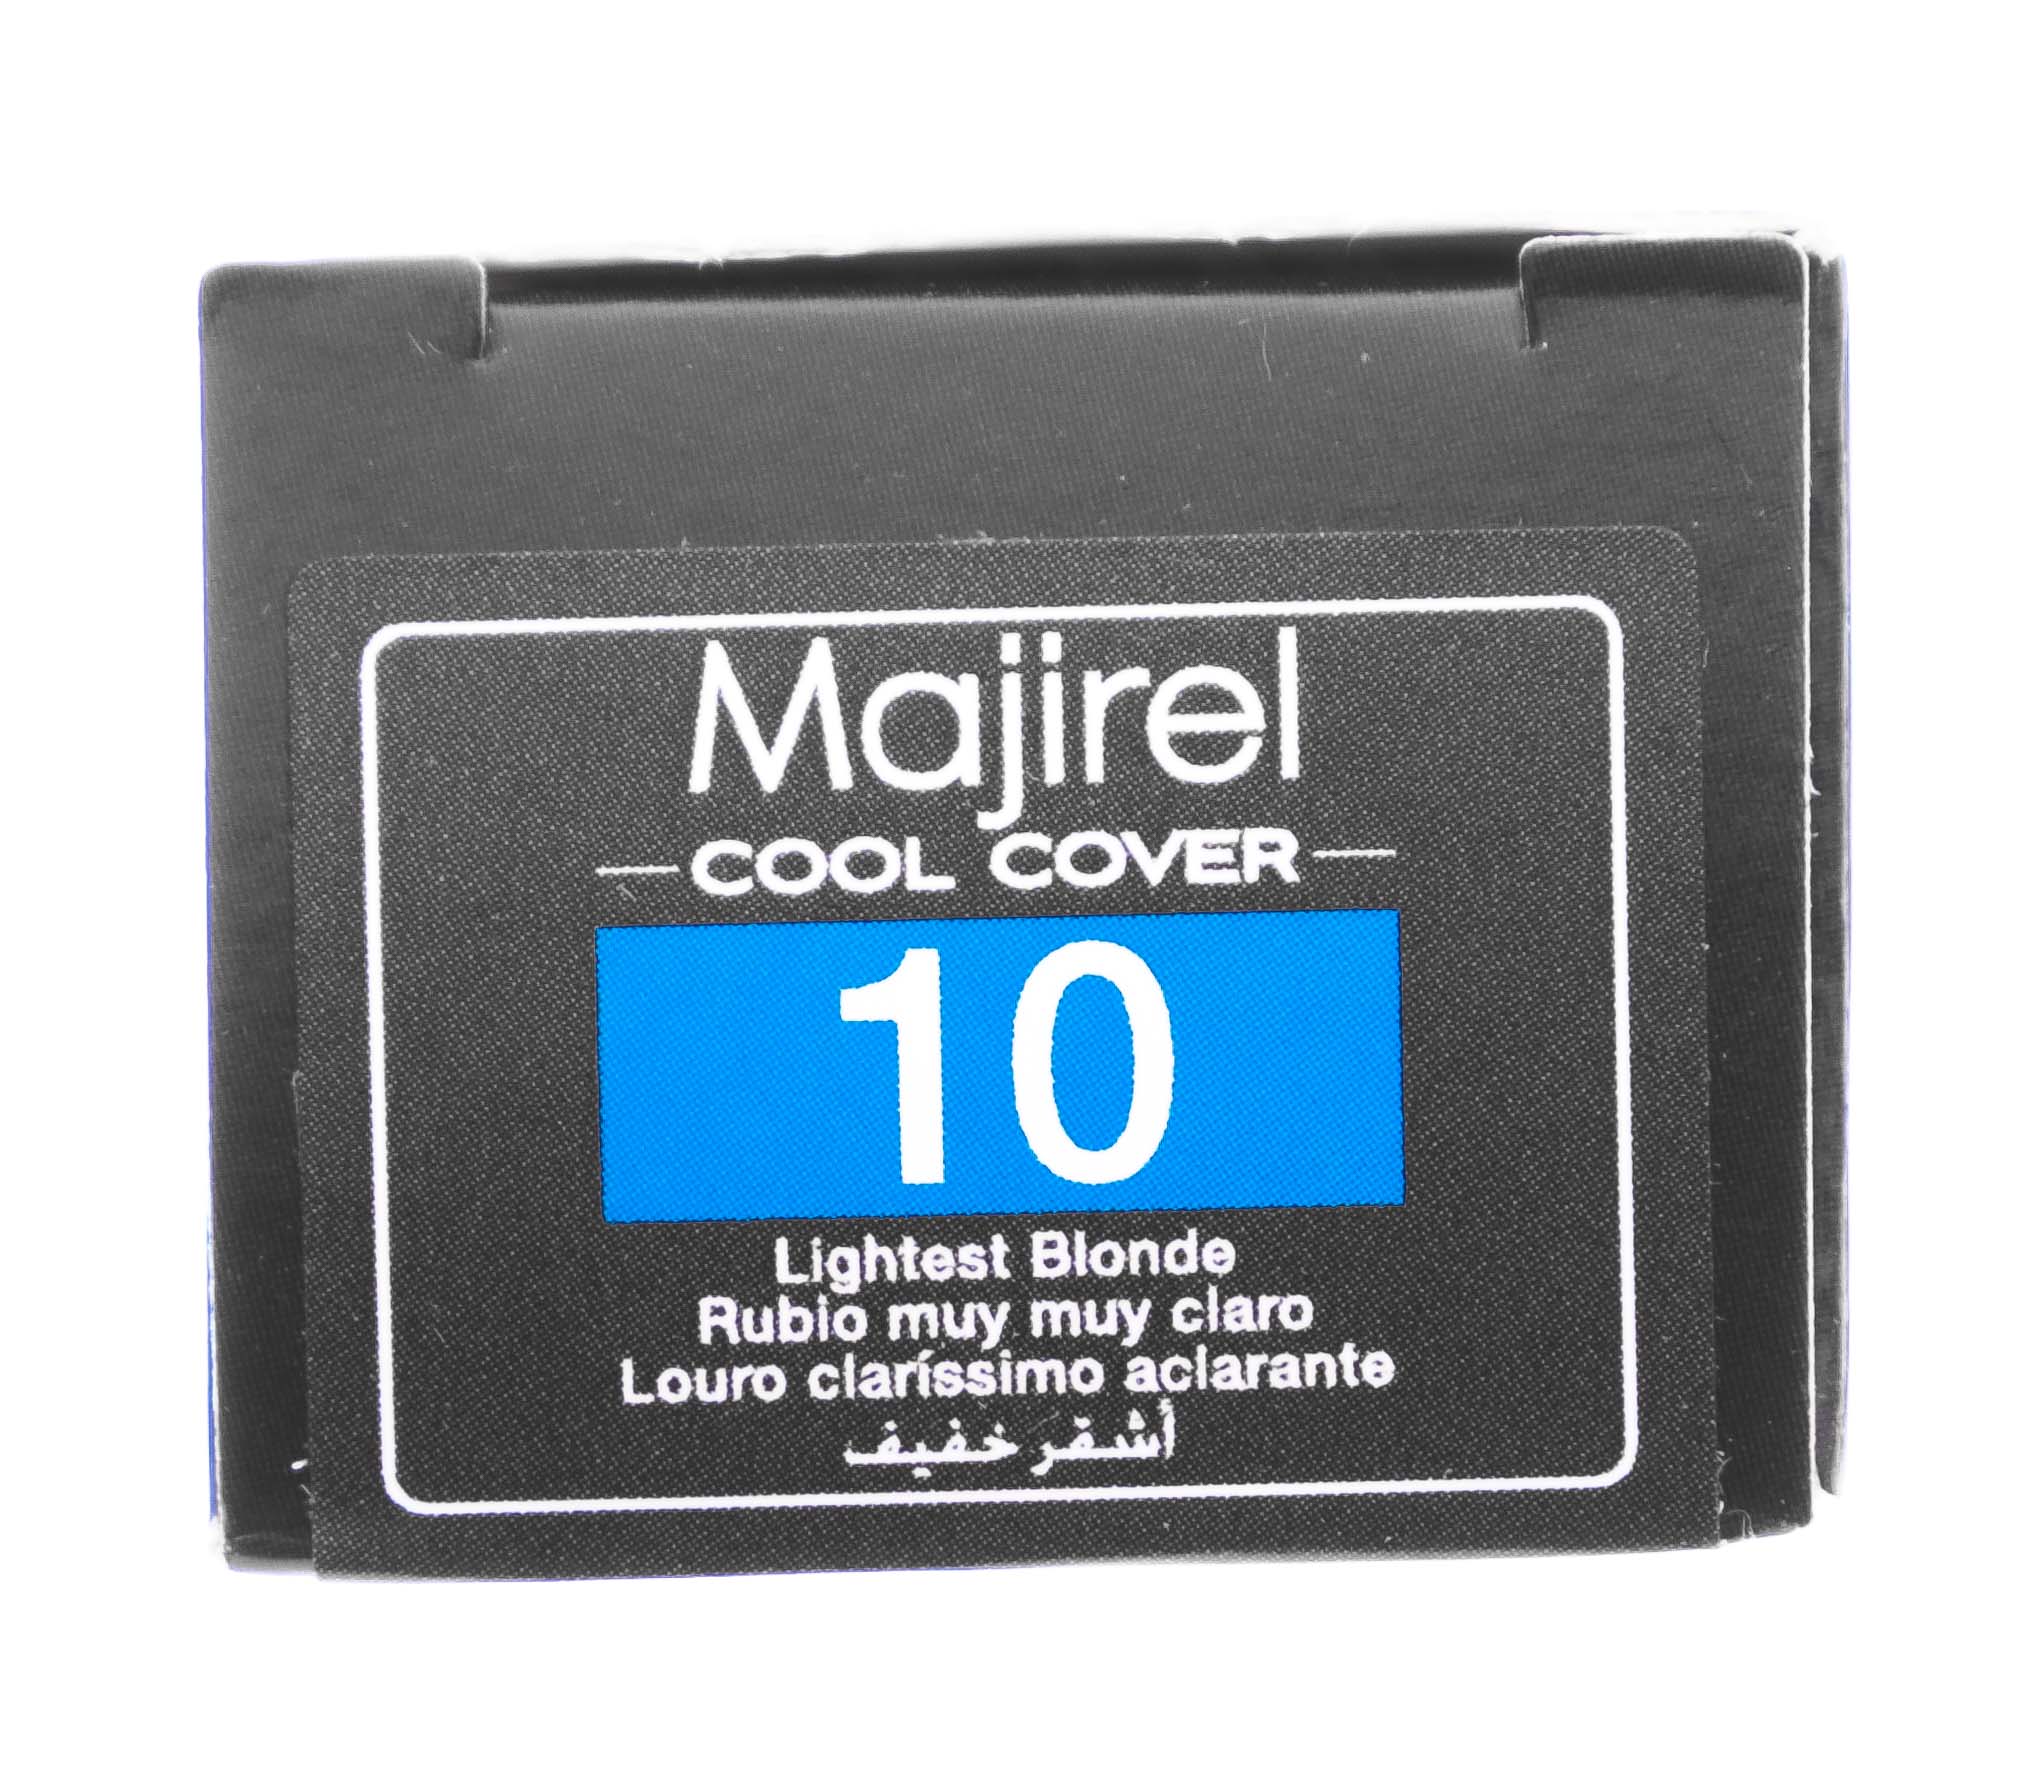 Majirel
COOL COVER
10
Lightest Blonde
Rubio muy muy claro
Louro claríssimo aclarante
أشقر خفيف